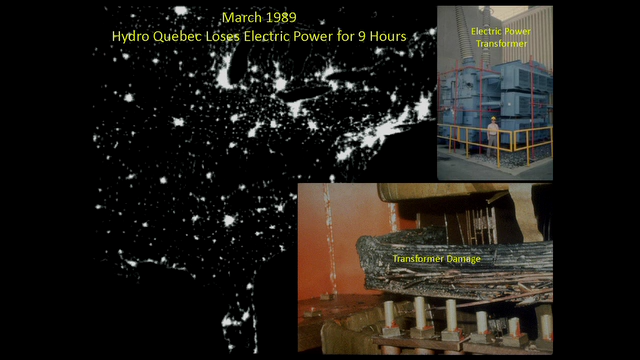 March 1989
Hydro Quebec Loses Electric Power for 9 Hours
Electric Power
Transformer
Transformer Damage